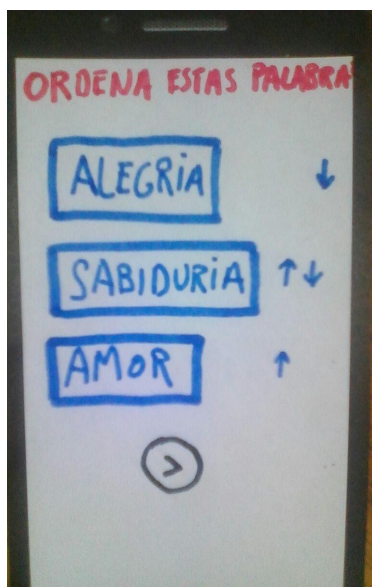 ORDENA ESTAS PALABRA
ALEGRiA ↓
SABIDURiA ↑↓
AMOR ↑
>